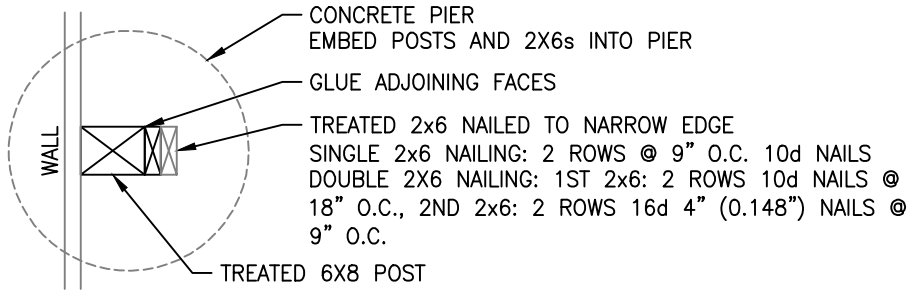 CONCRETE PIER
EMBED POSTS AND 2X6s INTO PIER
GLUE ADJOINING FACES
WALL
TREATED 2x6 NAILED TO NARROW EDGE
SINGLE 2x6 NAILING: 2 ROWS @ 9” O.C. 10d NAILS
DOUBLE 2X6 NAILING: 1ST 2x6: 2 ROWS 10d NAILS @
18” O.C., 2ND 2x6: 2 ROWS 16d 4” (0.148”) NAILS @
9” O.C.
TREATED 6X8 POST